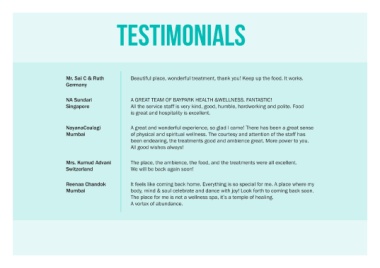 TESTIMONIALS
Mr. Sal C & Ruth
Germany
Beautiful place, wonderful treatment, thank you! Keep up the food. It works.
NA Sundari
Singapore
A GREAT TEAM OF BAYPARK HEALTH &WELLNESS. FANTASTIC!
All the service staff is very kind, good, humble, hardworking and polite. Food
is great and hospitality is excellent.
NayanaCoalagi
Mumbai
A great and wonderful experience, so glad I came! There has been a great sense
of physical and spiritual wellness. The courtesy and attention of the staff has
been endearing, the treatments good and ambience great. More power to you.
All good wishes always!
Mrs. Kumud Advani
Switzerland
The place, the ambience, the food, and the treatments were all excellent.
We will be back again soon!
Reenaa Chandok
Mumbai
It feels like coming back home. Everything is so special for me. A place where my
body, mind & soul celebrate and dance with joy! Look forth to coming back soon.
The place for me is not a wellness spa, it's a temple of healing.
A vortex of abundance.